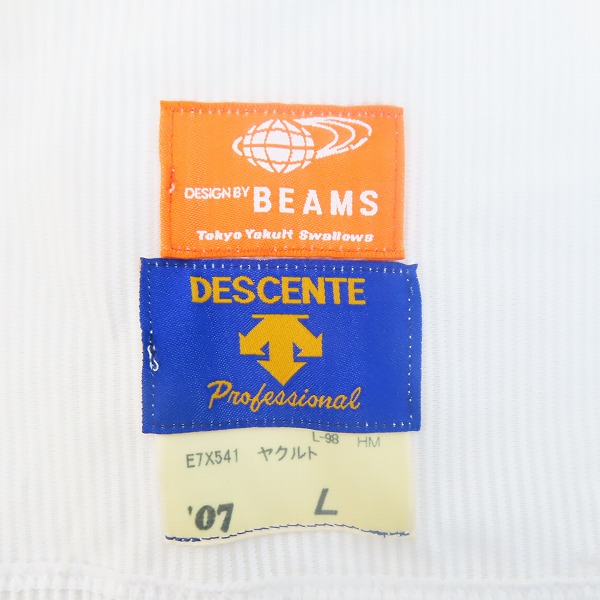 DESIGN BY BEAMS
Tokyo Yakult Swallows
DESCENTE
Professional
L-98 HM
E7X541 ヤクルト
'07 L